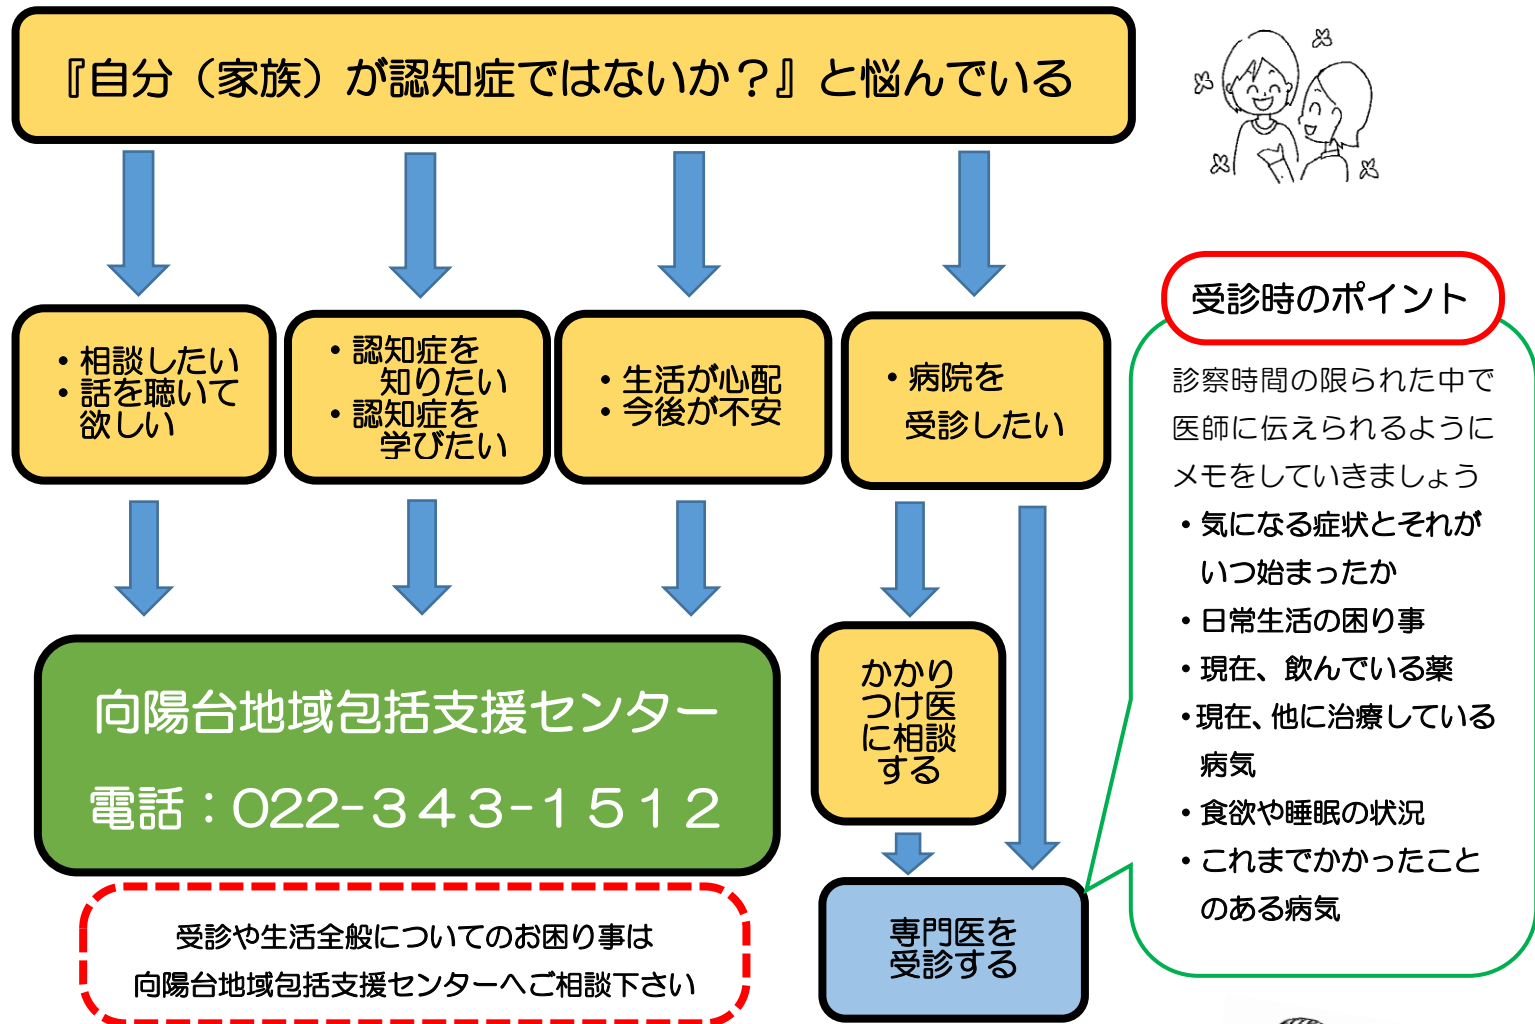 『自分（家族）が認知症ではないか？』と悩んでいる
・相談したい
・話を聴いて
欲しい
・認知症を
知りたい
・認知症を
学びたい
・生活が心配
・今後が不安
・病院を
受診したい
向陽台地域包括支援センター
電話：022-３４３-１５１２
受診や生活全般についてのお困り事は
向陽台地域包括支援センターへご相談下さい
かかり
つけ医
に相談
する
専門医を
受診する
受診時のポイント
診察時間の限られた中で
医師に伝えられるように
メモをしていきましょう
・気になる症状とそれが
いつ始まったか
・日常生活の困り事
・現在、飲んでいる薬
・現在、他に治療している
病気
・食欲や睡眠の状況
・これまでかかったこと
のある病気